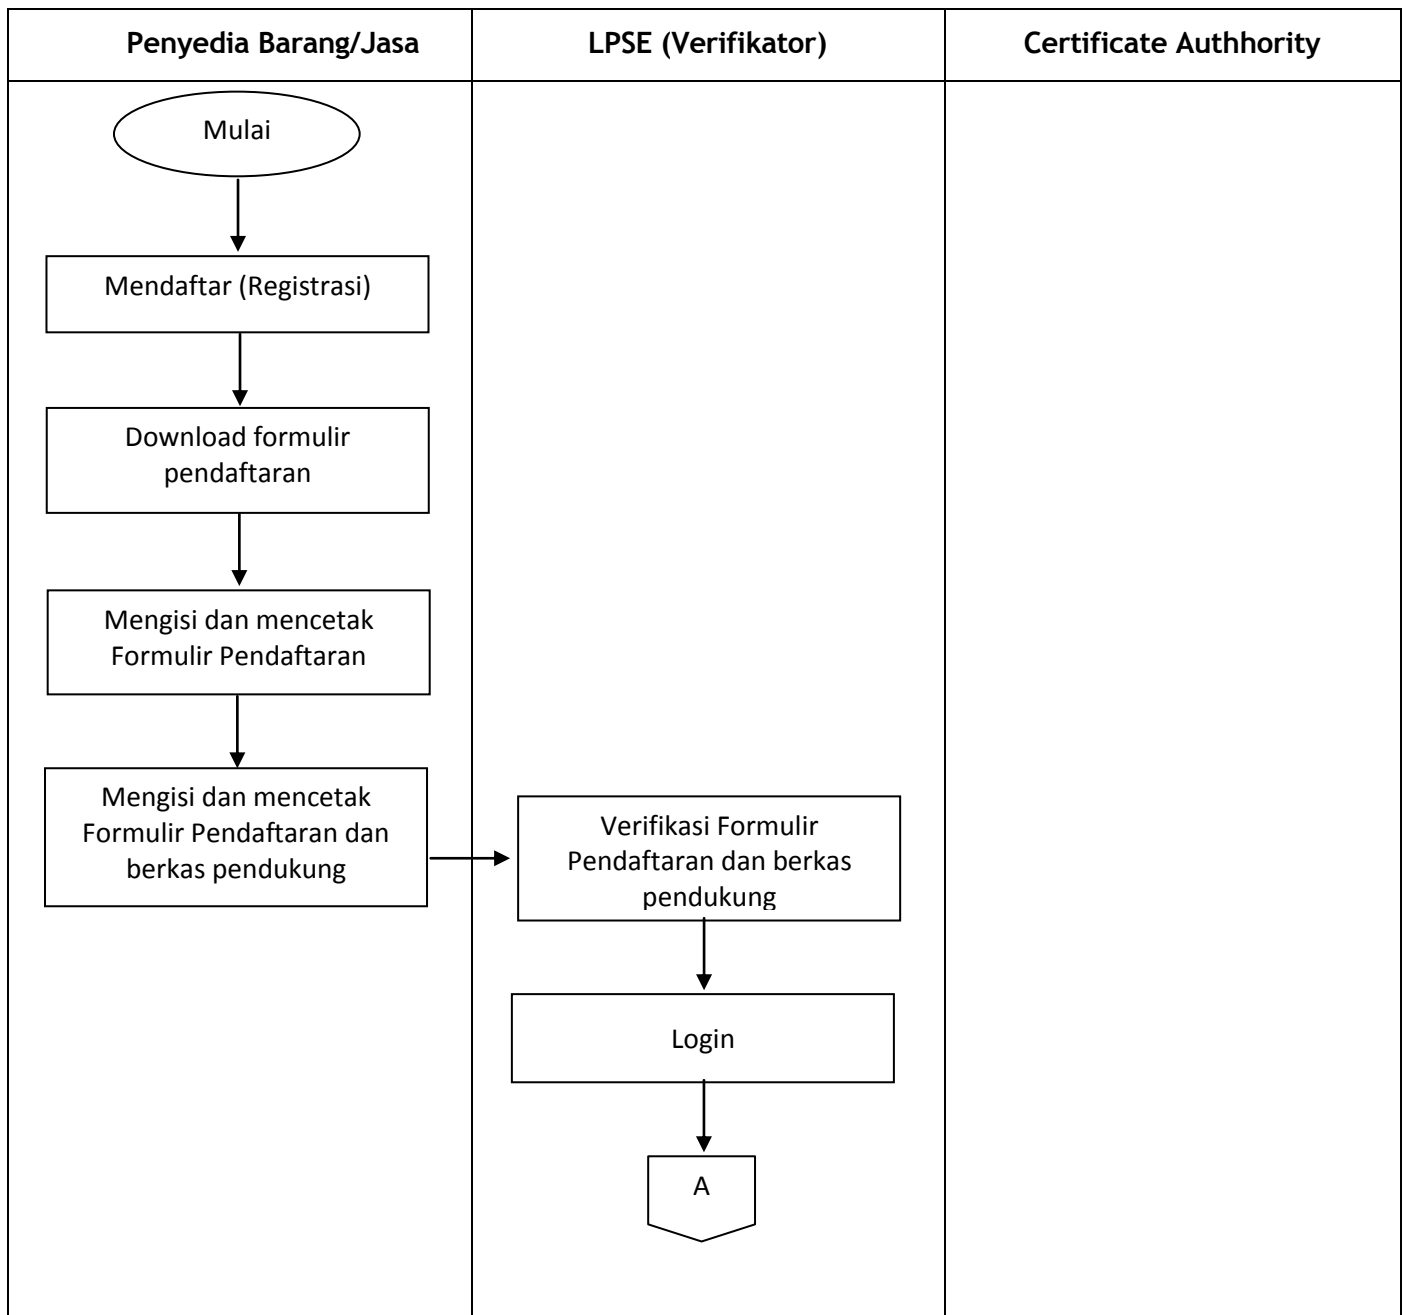 Penyedia Barang/Jasa
LPSE (Verifikator)
Certificate Authhority
Mulai
Mendaftar (Registrasi)
Download formulir
pendaftaran
Mengisi dan mencetak
Formulir Pendaftaran
Mengisi dan mencetak
Formulir Pendaftaran dan
berkas pendukung
Verifikasi Formulir
Pendaftaran dan berkas
pendukung
Login
A